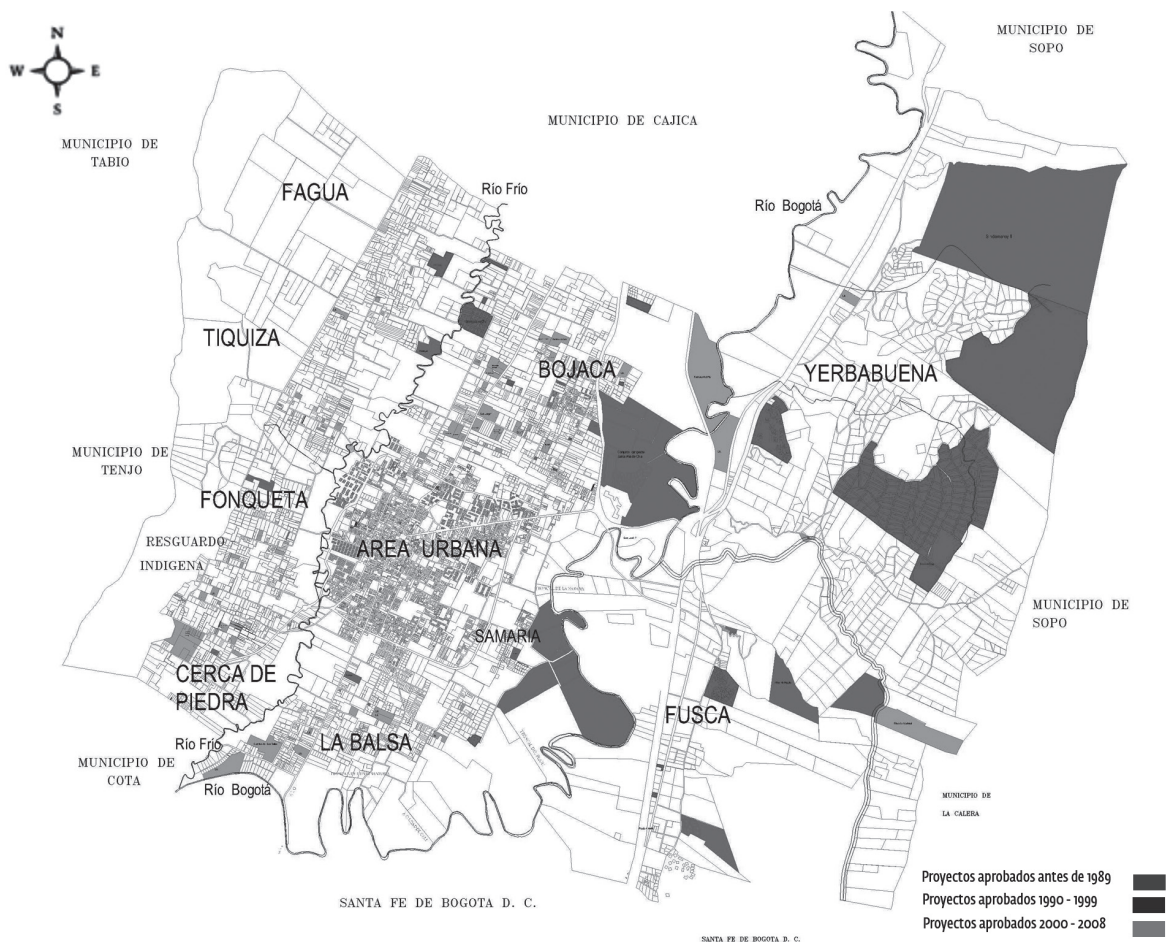 N
W E
S
MUNICIPIO DE
SOPO
MUNICIPIO DE CAJICA
MUNICIPIO DE
TABIO
FAGUA
Río Frío
Río Bogotá
TIQUIZA
BOJACA
YERBABUENA
MUNICIPIO DE
TENJO
FONQUETA
RESGUARDO
INDIGENA
AREA URBANA
MUNICIPIO DE
SOPO
SAMARIA
CERCA DE
PIEDRA
FUSCA
LA BALSA
Río Frío
MUNICIPIO DE
COTA
Río Bogotá
MUNICIPIO DE
LA CALERA
SANTA FE DE BOGOTA D. C.
Proyectos aprobados antes de 1989
Proyectos aprobados 1990 - 1999
Proyectos aprobados 2000 - 2008
SANTA FE DE BOGOTA D. C.